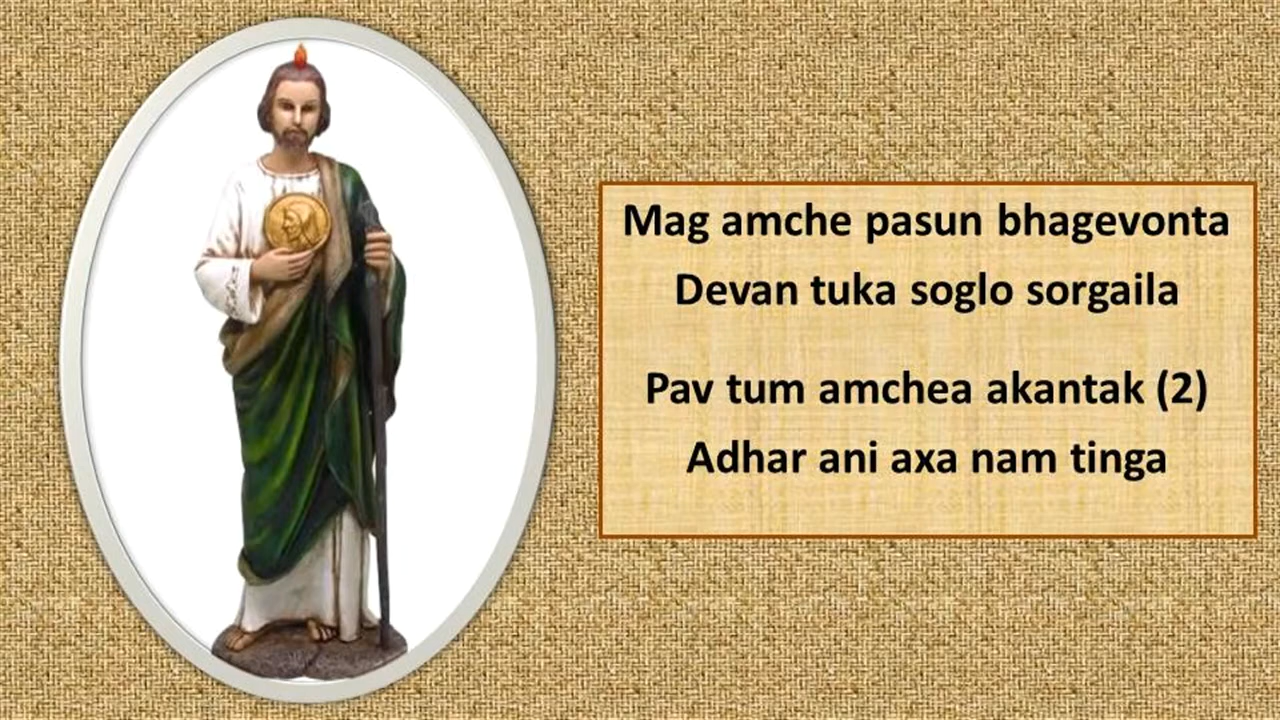 Mag amche pasun bhagevonta
Devan tuka soglo sorgaila
Pav tum amchea akantak (2)
Adhar ani axa nam tinga